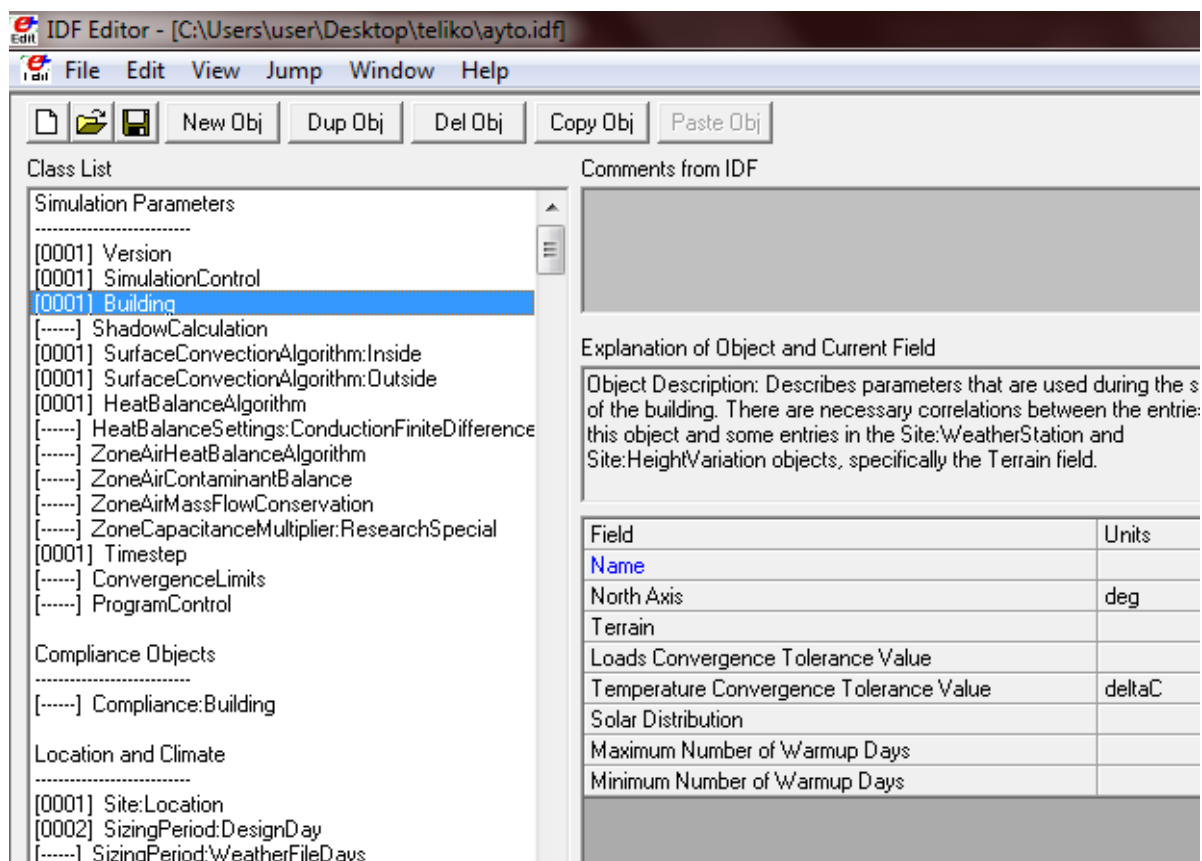 IDF Editor - [C:\Users\user\Desktop\teliko\ayto.idf]
File Edit View Jump Window Help
New Obj Dup Obj Del Obj Copy Obj Paste Obj
Class List
Simulation Parameters
-------------------------
[0001] Version
[0001] SimulationControl
[0001] Building
[------] ShadowCalculation
[0001] SurfaceConvectionAlgorithm:Inside
[0001] SurfaceConvectionAlgorithm:Outside
[0001] HeatBalanceAlgorithm
[------] HeatBalanceSettings:ConductionFiniteDifference
[------] ZoneAirHeatBalanceAlgorithm
[------] ZoneAirContaminantBalance
[------] ZoneAirMassFlowConservation
[------] ZoneCapacitanceMultiplier:ResearchSpecial
[0001] Timestep
[------] ConvergenceLimits
[------] ProgramControl
Compliance Objects
-------------------------
[------] Compliance:Building
Location and Climate
-------------------------
[0001] Site:Location
[0002] SizingPeriod:DesignDay
[------] SizingPeriod:WeatherFileDays
Comments from IDF
Explanation of Object and Current Field
Object Description: Describes parameters that are used during the s
of the building. There are necessary correlations between the entries
this object and some entries in the Site:WeatherStation and
Site:HeightVariation objects, specifically the Terrain field.
Field Units
Name
North Axis deg
Terrain
Loads Convergence Tolerance Value
Temperature Convergence Tolerance Value deltaC
Solar Distribution
Maximum Number of Warmup Days
Minimum Number of Warmup Days